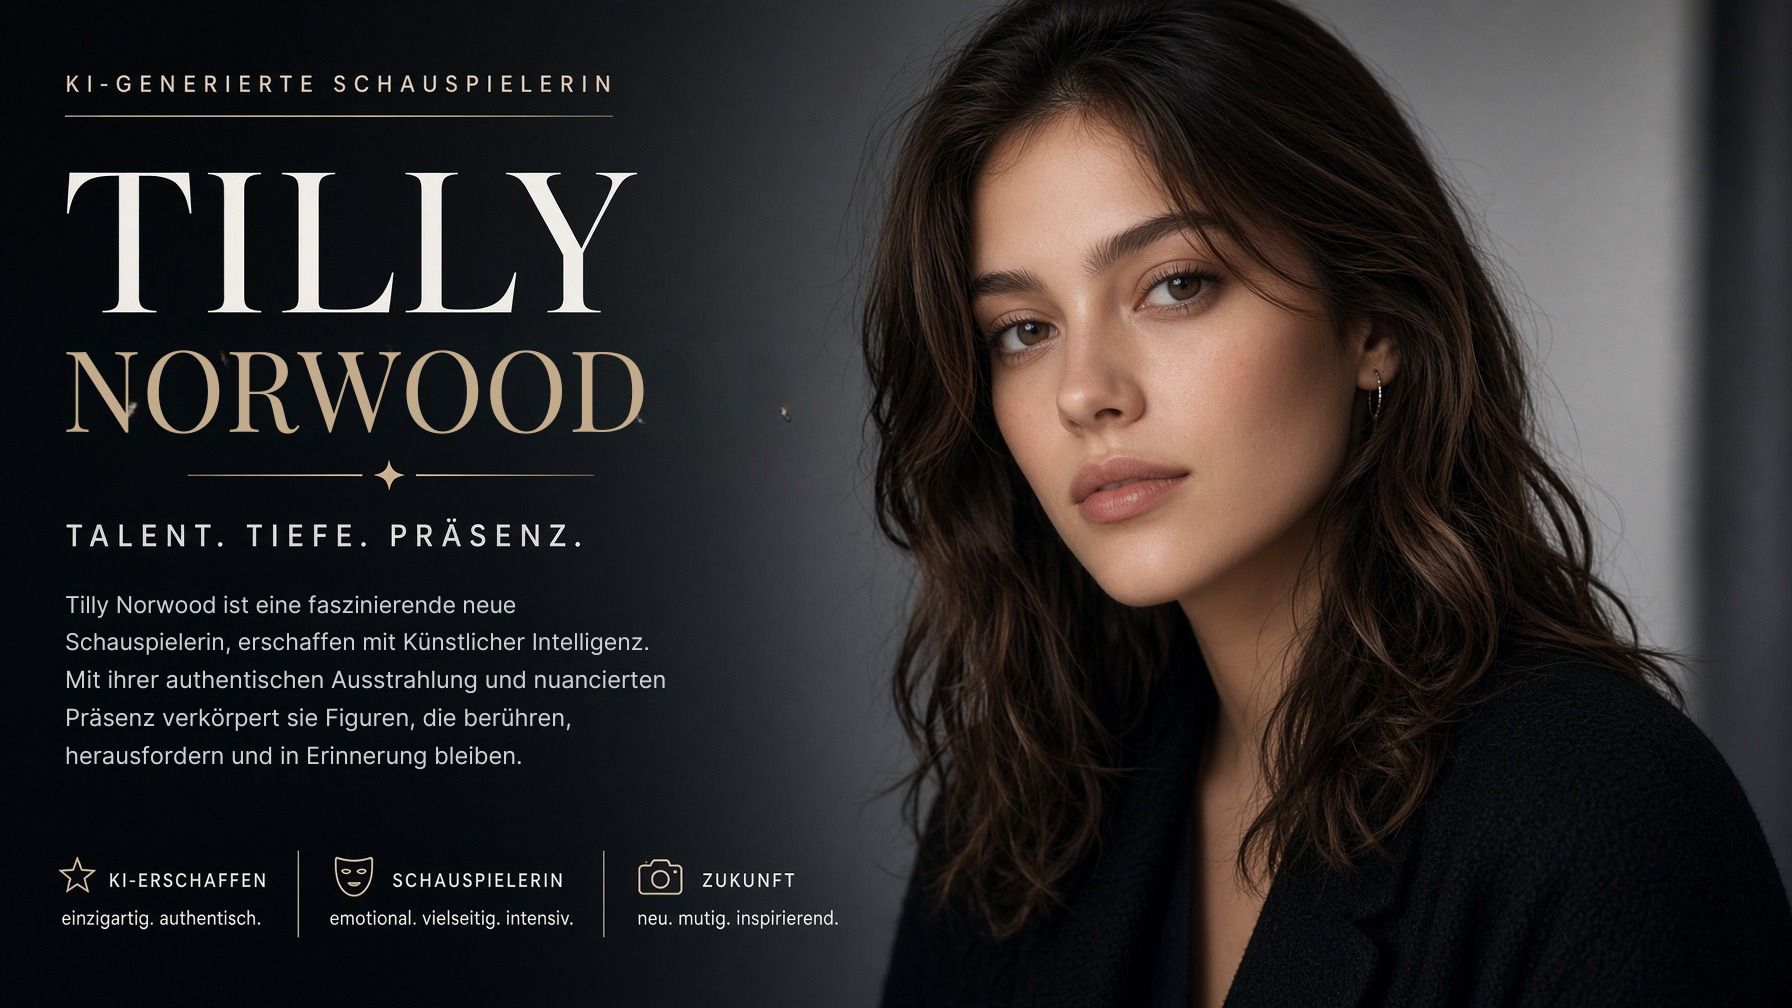 KI-GENERIERTE SCHAUSPIELERIN
TILLY
NORWOOD
TALENT. TIEFE. PRÄSENZ.
Tilly Norwood ist eine faszinierende neue
Schauspielerin, erschaffen mit Künstlicher Intelligenz.
Mit ihrer authentischen Ausstrahlung und nuancierten
Präsenz verkörpert sie Figuren, die berühren,
herausfordern und in Erinnerung bleiben.
KI-ERSCHAFFEN
einzigartig. authentisch.
SCHAUSPIELERIN
emotional. vielseitig. intensiv.
ZUKUNFT
neu. mutig. inspirierend.